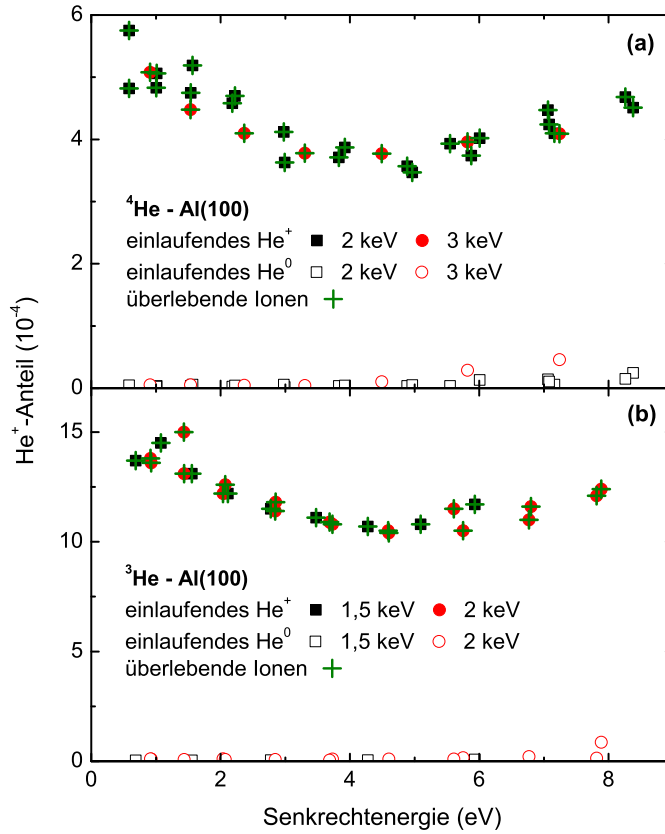 6
(a)
4
⁴He - Al(100)
einlaufendes He⁺ 2 keV 3 keV
einlaufendes He⁰ 2 keV 3 keV
überlebende Ionen
2
0
He⁺-Anteil (10⁻⁴)
(b)
15
10
³He - Al(100)
einlaufendes He⁺ 1,5 keV 2 keV
einlaufendes He⁰ 1,5 keV 2 keV
überlebende Ionen
5
0
0 2 4 6 8
Senkrechtenergie (eV)